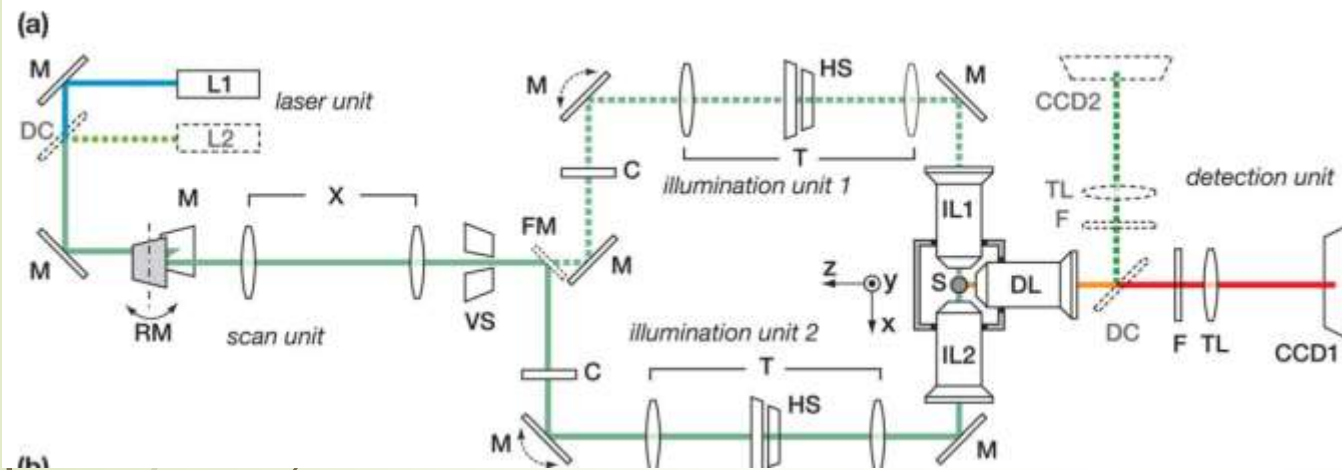 (a)
M
L1
laser unit
DC
L2
M
HS
M
CCD2
T
illumination unit 1
C
TL
F
detection unit
M
X
FM
IL1
M
M
z
y
x
S
DL
RM
scan unit
VS
illumination unit 2
IL2
DC
F
TL
CCD1
C
T
HS
M
M
(b)